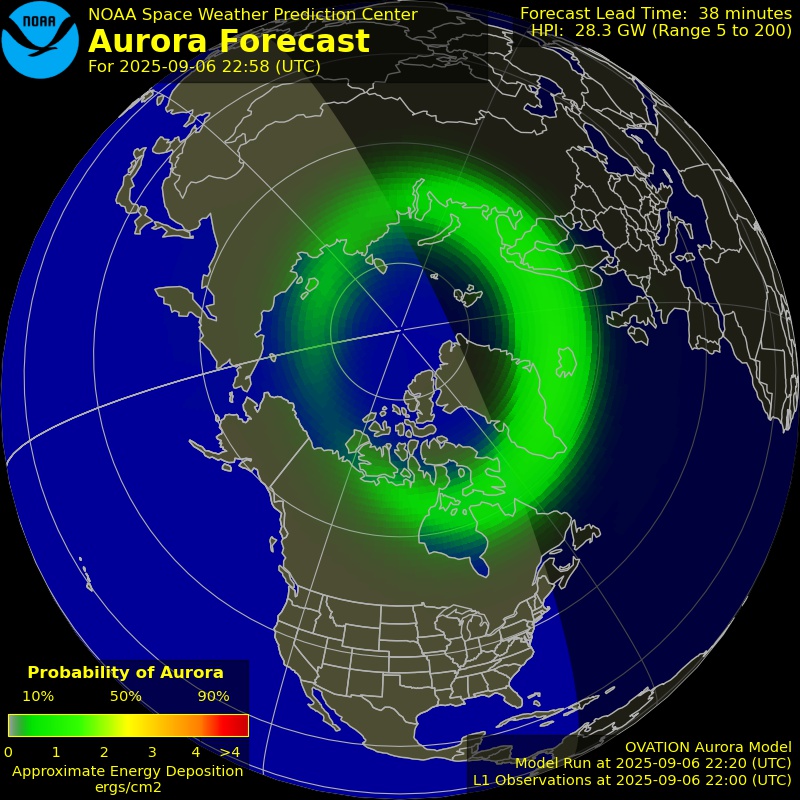 NOAA
NOAA Space Weather Prediction Center
Aurora Forecast
For 2025-09-06 22:58 (UTC)
Forecast Lead Time: 38 minutes
HPI: 28.3 GW (Range 5 to 200)
Probability of Aurora
10% 50% 90%
0 1 2 3 4 >4
Approximate Energy Deposition
ergs/cm2
OVATION Aurora Model
Model Run at 2025-09-06 22:20 (UTC)
L1 Observations at 2025-09-06 22:00 (UTC)